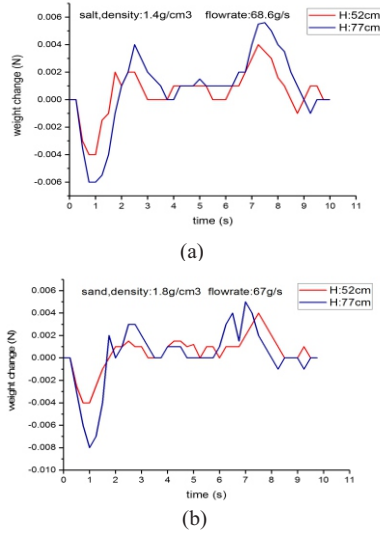 salt,density:1.4g/cm3 flowrate:68.6g/s
H:52cm
H:77cm
weight change (N)
0.006
0.004
0.002
0.000
-0.002
-0.004
-0.006
0 1 2 3 4 5 6 7 8 9 10 11
time (s)
(a)
sand,density:1.8g/cm3 flowrate:67g/s
H:52cm
H:77cm
weight change (N)
0.006
0.004
0.002
0.000
-0.002
-0.004
-0.006
-0.008
-0.010
0 1 2 3 4 5 6 7 8 9 10 11
time (s)
(b)